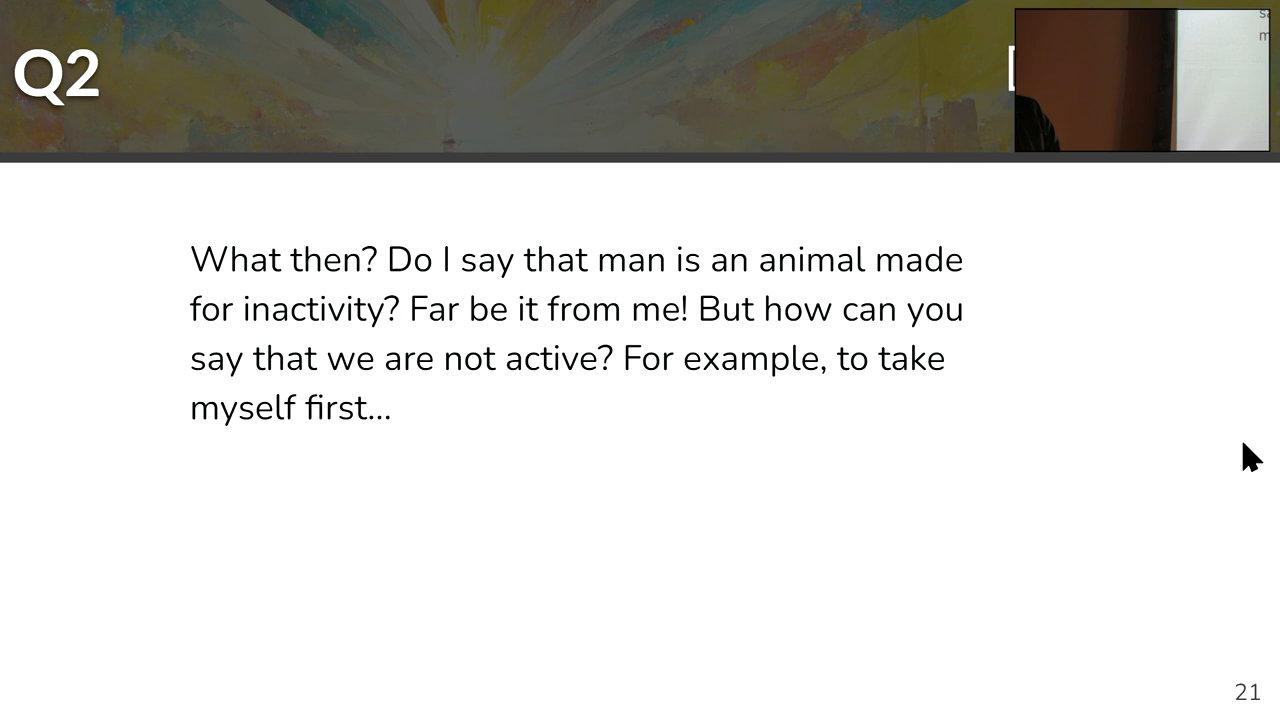 Q2
What then? Do I say that man is an animal made
for inactivity? Far be it from me! But how can you
say that we are not active? For example, to take
myself first...
21